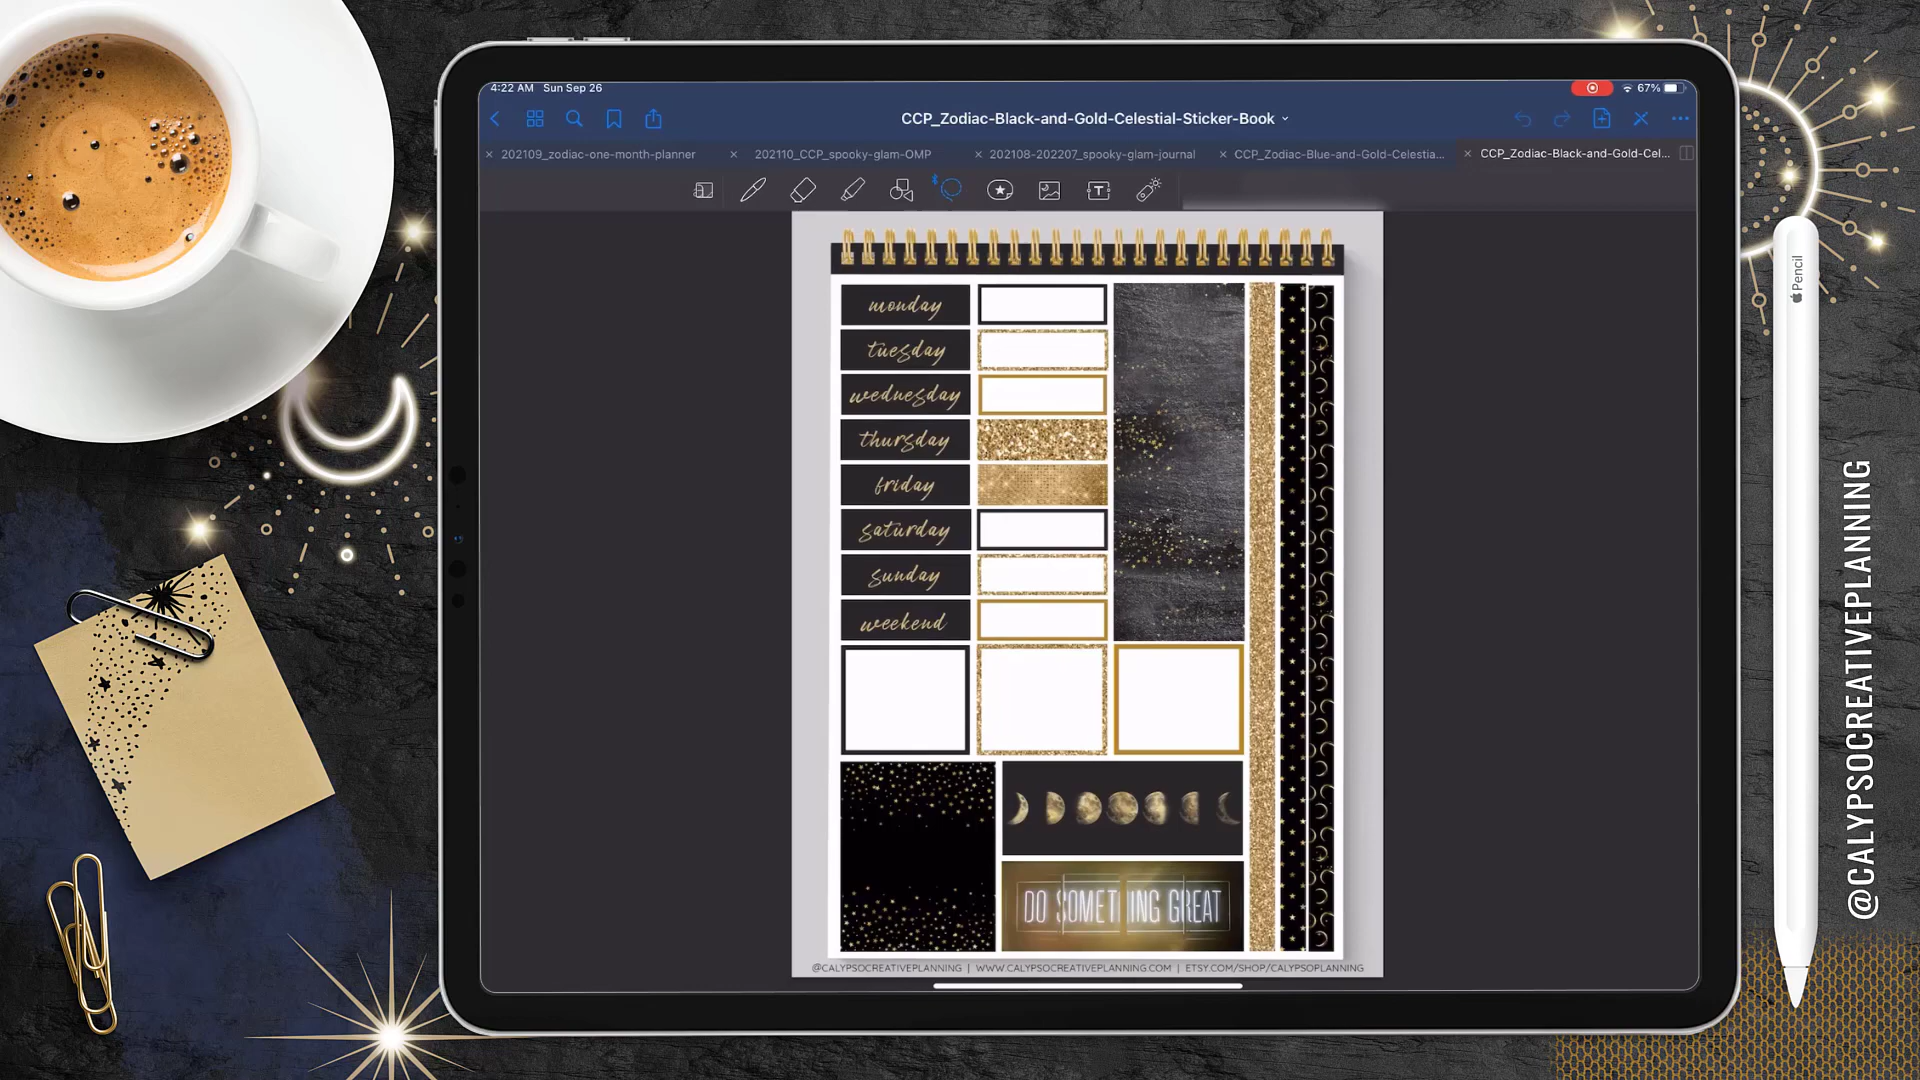 4:22 AM Sun Sep 26
67%
CCP_Zodiac-Black-and-Gold-Celestial-Sticker-Book
202109_zodiac-one-month-planner
202110_CCP_spooky-glam-OMP
202108-202207_spooky-glam-journal
CCP_Zodiac-Blue-and-Gold-Celestia...
CCP_Zodiac-Black-and-Gold-Cel...
monday
tuesday
wednesday
thursday
friday
saturday
sunday
weekend
DO SOMETHING GREAT
@CALYPSOCREATIVEPLANNING | WWW.CALYPSOCREATIVEPLANNING.COM | ETSY.COM/SHOP/CALYPSOPLANNING
Pencil
@CALYPSOCREATIVEPLANNING